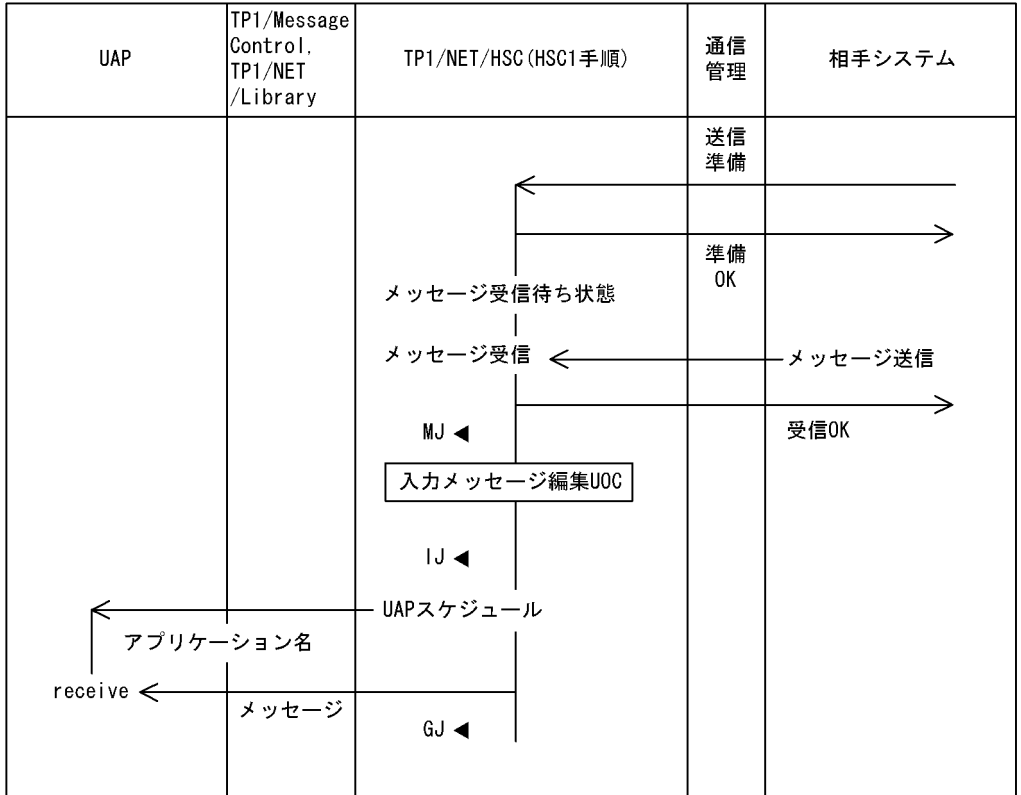 UAP
TP1/Message
Control,
TP1/NET
/Library
TP1/NET/HSC(HSC1手順)
通信
管理
相手システム
送信
準備
準備
OK
メッセージ受信待ち状態
メッセージ受信
メッセージ送信
受信OK
MJ
入力メッセージ編集UOC
IJ
UAPスケジュール
アプリケーション名
receive
メッセージ
GJ